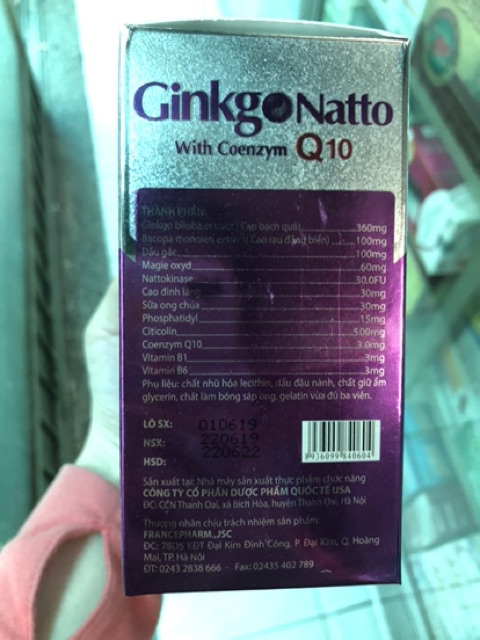 GinkgoNatto
With Coenzym Q10
THÀNH PHẦN:
Ginkgo biloba extract ( Cao bạch quả) 360mg
Bacopa monnieri extract( Cao rau đắng biển) 100mg
Dầu gấc 100mg
Magie oxyd 60mg
Nattokinase 30.0FU
Cao đinh lăng 30mg
Sữa ong chúa 30mg
Phosphatidyl 15mg
Citicolin 500mg
Coenzym Q10 3.0mg
Vitamin B1 3mg
Vitamin B6 3mg
Phụ liệu: chất nhũ hóa lecithin, dầu đậu nành, chất giữ ẩm
glycerin, chất làm bóng sáp ong, gelatin vừa đủ ba viên.
LÔ SX: 010619
NSX: 220619
HSD: 220622
8 936099 840604
Sản xuất tại: Nhà máy sản xuất thực phẩm chức năng
CÔNG TY CỔ PHẦN DƯỢC PHẨM QUỐC TẾ USA
ĐC: CCN Thanh Oai, xã Bích Hòa, huyện Thanh Oai, Hà Nội
Thương nhân chịu trách nhiệm sản phẩm:
FRANCEPHARM.,JSC
ĐC: 78D5 KĐT Đại Kim Định Công, P. Đại Kim, Q. Hoàng
Mai, TP. Hà Nội
ĐT: 0243 2838 666 - Fax: 02435 402 789